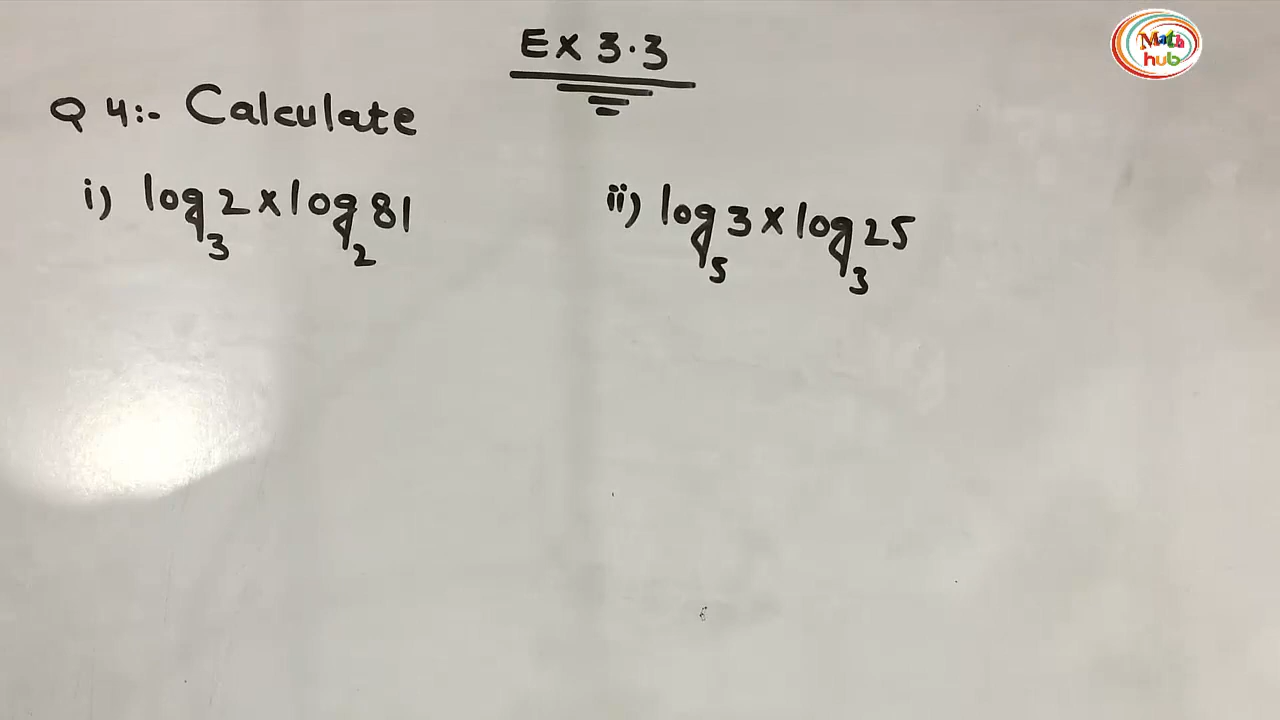 Ex 3.3
Math
hub
Q 4:- Calculate
i) log₃2 × log₂81
ii) log₅3 × log₃25